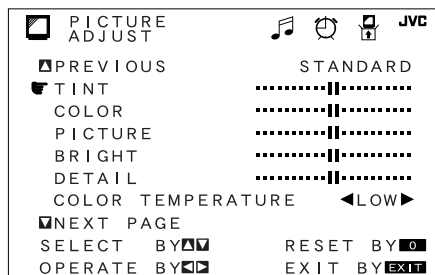 PICTURE
ADJUST
JVC
PREVIOUS STANDARD
TINT
COLOR
PICTURE
BRIGHT
DETAIL
COLOR TEMPERATURE ◀LOW▶
NEXT PAGE
SELECT BY▲▼ RESET BY 0
OPERATE BY◀▶ EXIT BY EXIT